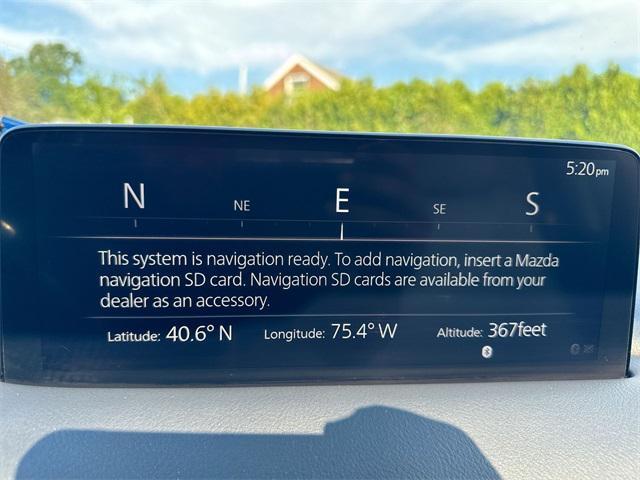 5:20pm
N NE E SE S
This system is navigation ready. To add navigation, insert a Mazda
navigation SD card. Navigation SD cards are available from your
dealer as an accessory.
Latitude: 40.6° N Longitude: 75.4° W Altitude: 367feet